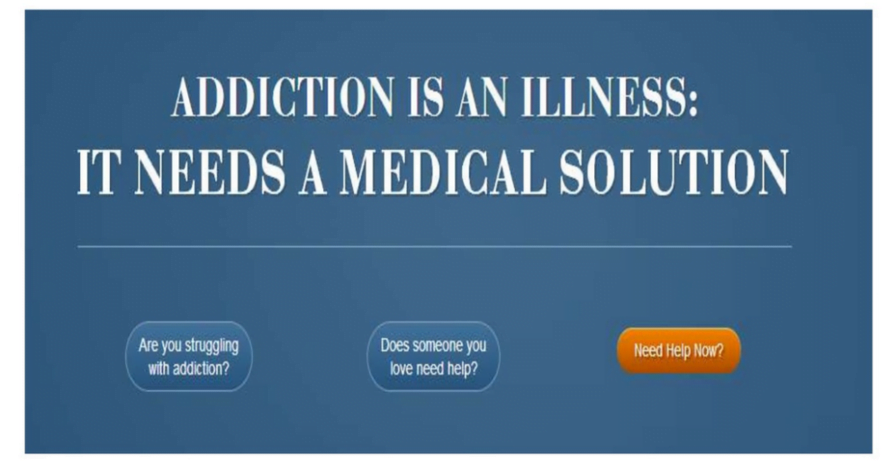 ADDICTION IS AN ILLNESS:
IT NEEDS A MEDICAL SOLUTION
Are you struggling
with addiction?
Does someone you
love need help?
Need Help Now?